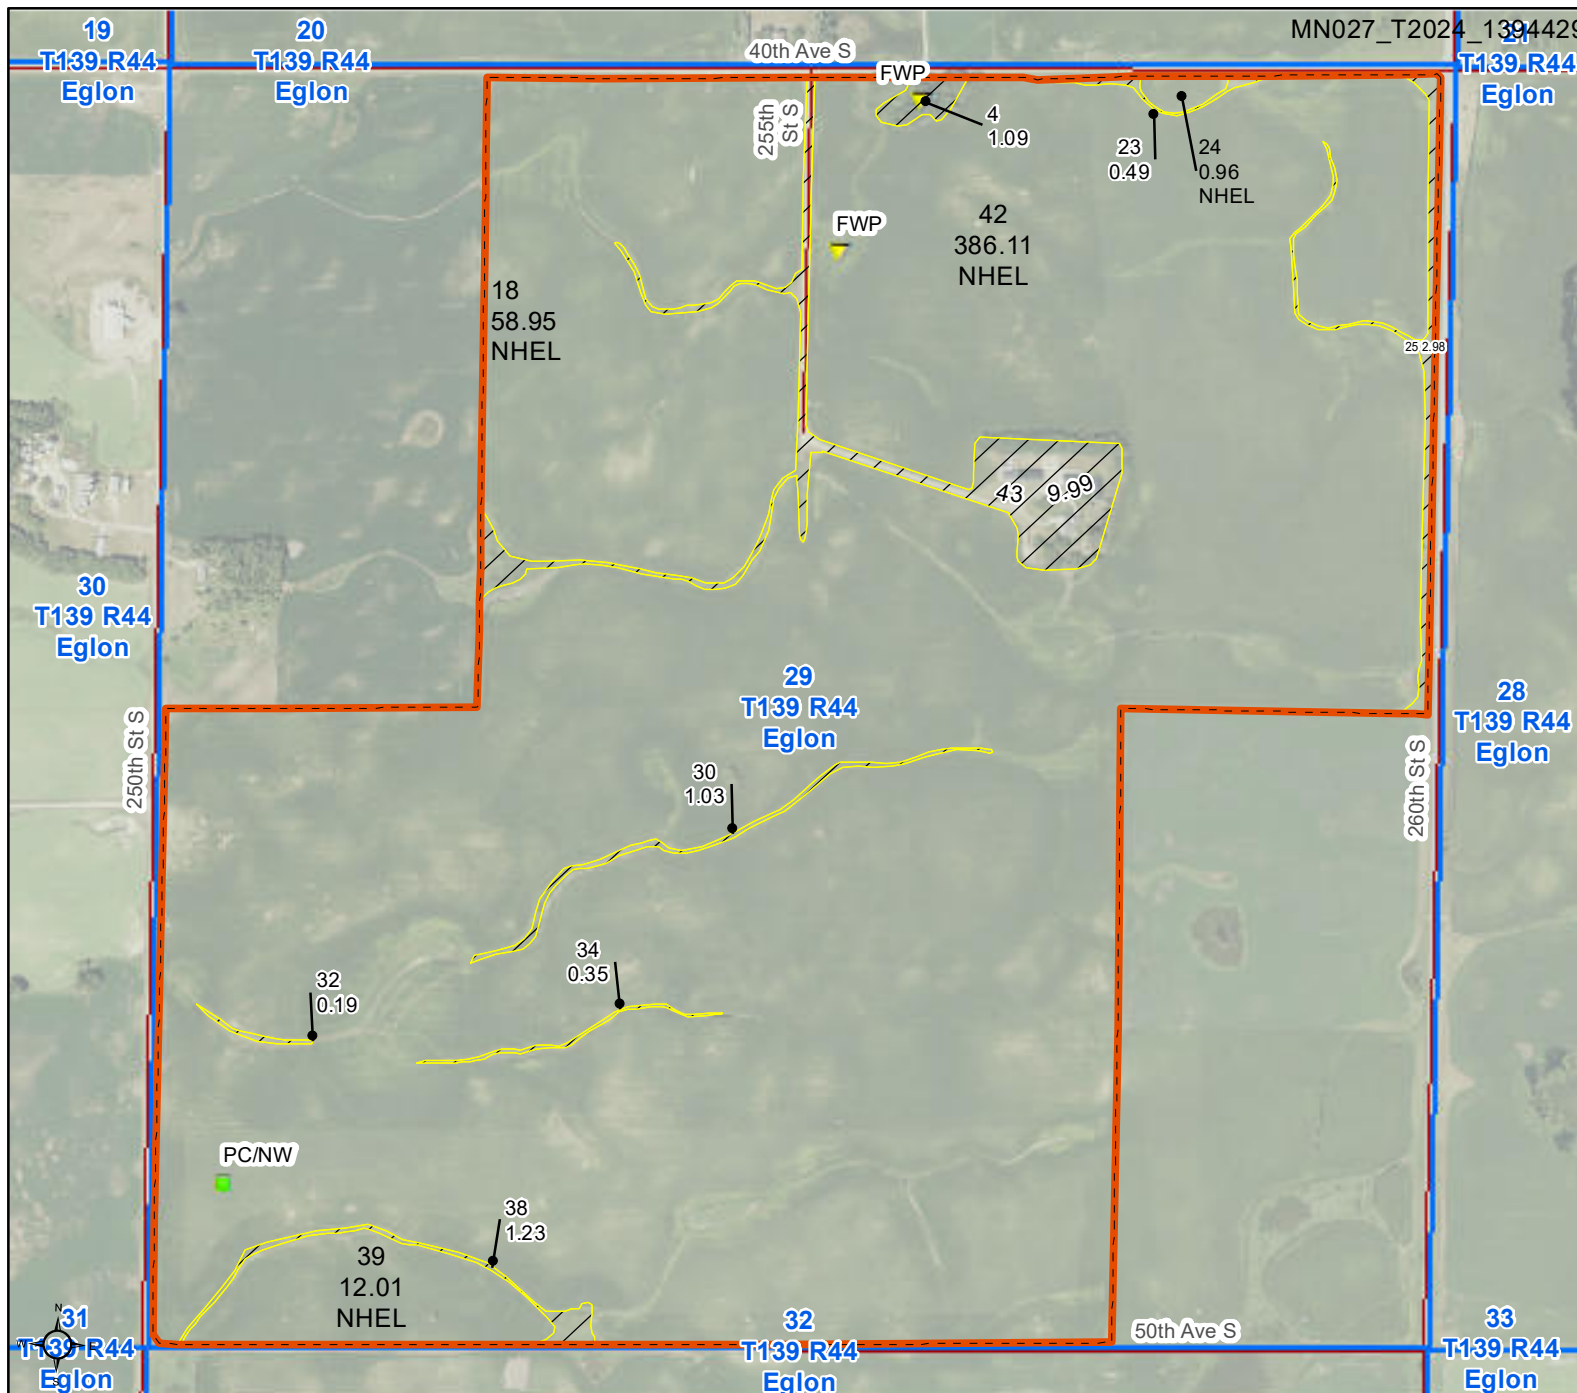 MN027_T2024_1394429
19
T139 R44
Eglon
20
T139 R44
Eglon
40th Ave S
21
T139 R44
Eglon
FWP
255th
St S
4
1.09
23
0.49
24
0.96
NHEL
FWP
42
386.11
NHEL
18
58.95
NHEL
25 2.98
43 9.99
30
T139 R44
Eglon
29
T139 R44
Eglon
28
T139 R44
Eglon
250th St S
260th St S
30
1.03
34
0.35
32
0.19
PC/NW
38
1.23
39
12.01
NHEL
N
W
S
31
T139 R44
Eglon
32
T139 R44
Eglon
50th Ave S
33
T139 R44
Eglon